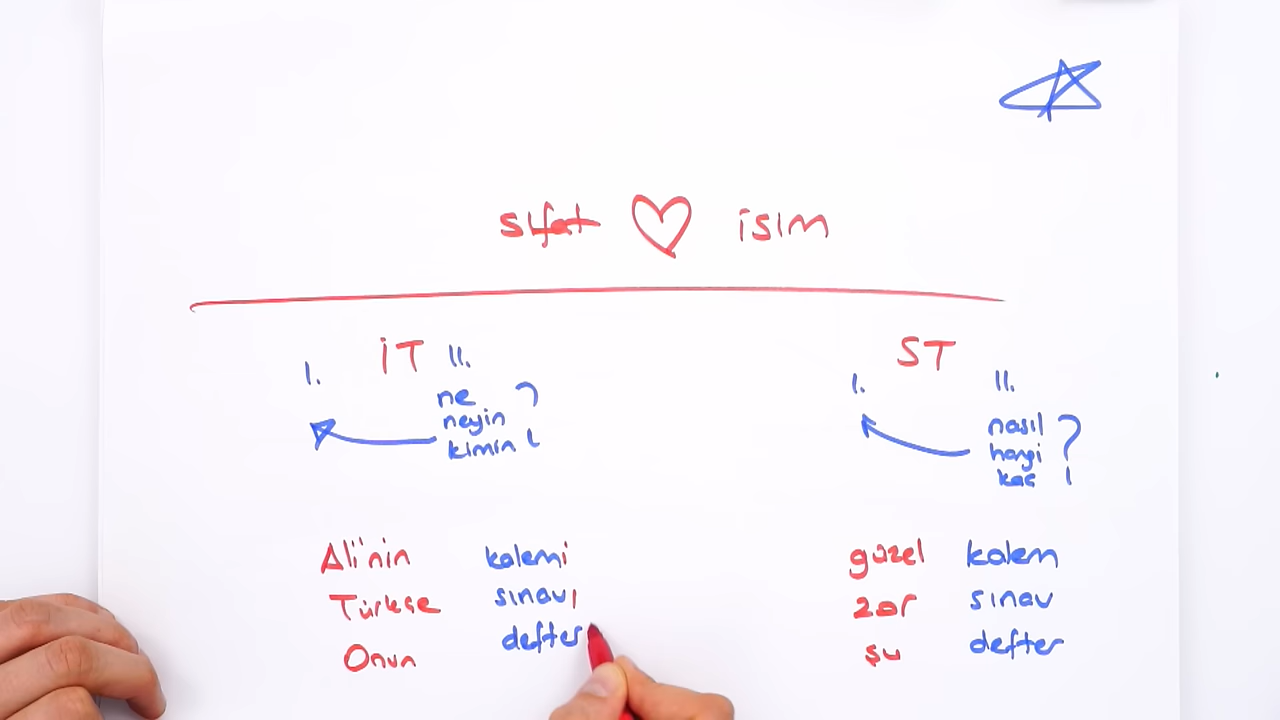 sıfat isim
İT ST
I. II.
ne ?
neyin
kimin
I. II.
nasıl ?
hangi
kaç
Ali'nin kalemi
Türkçe sınavı
Onun defter
güzel kalem
zor sınav
şu defter